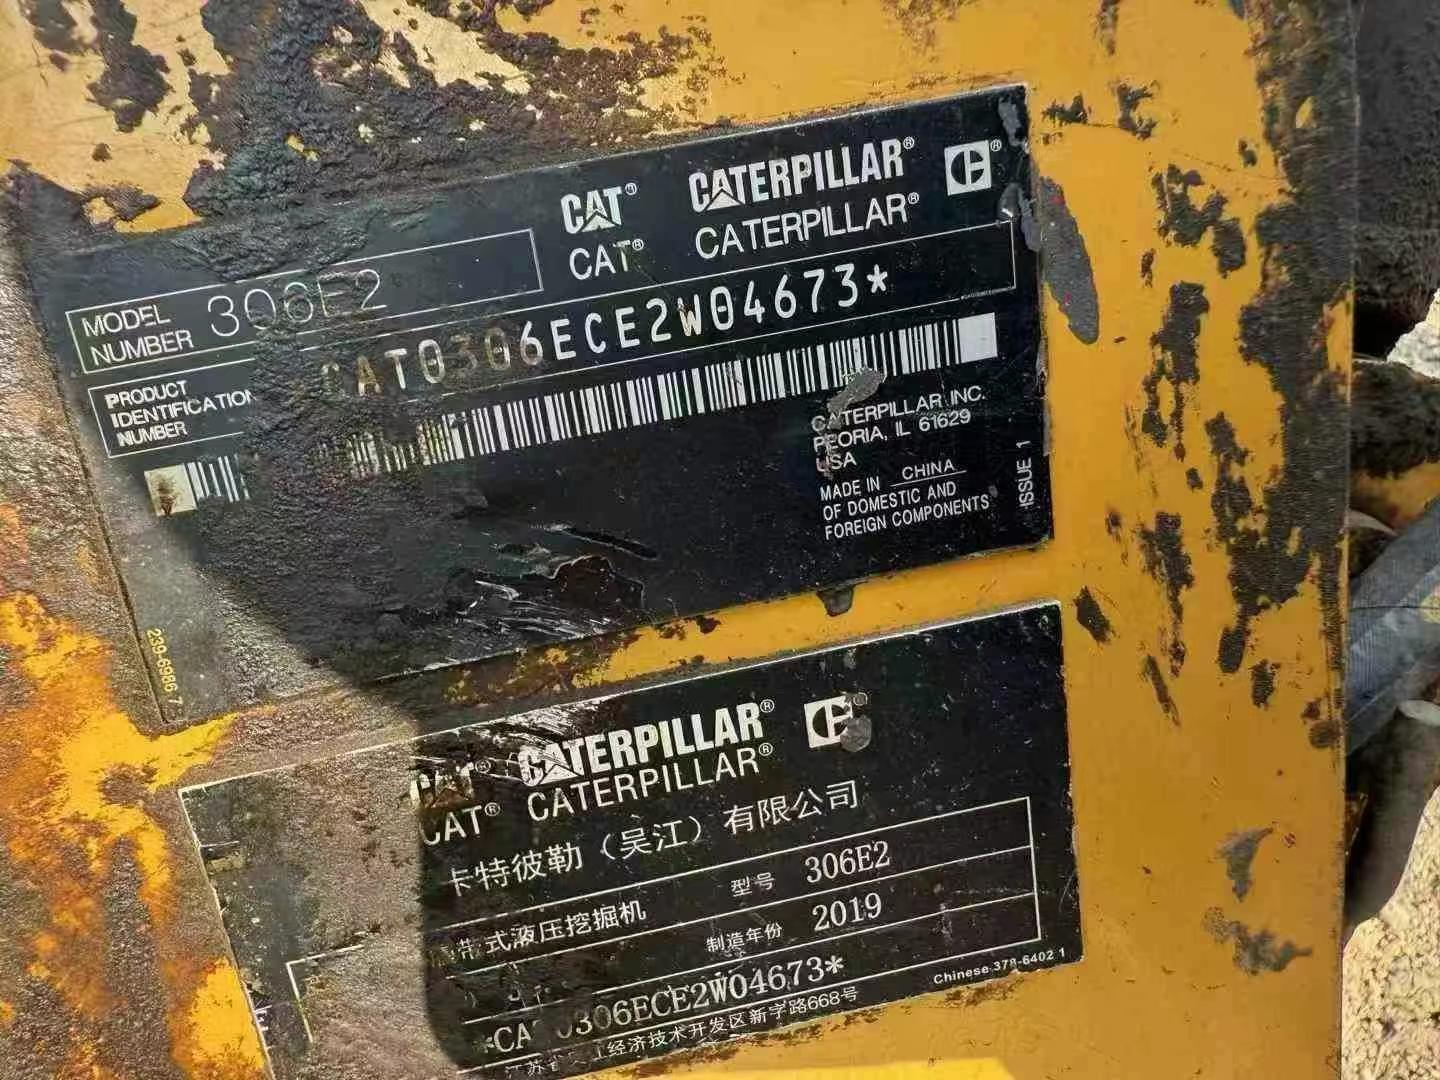 CAT® CATERPILLAR®
CAT® CATERPILLAR®
MODEL NUMBER 306E2
PRODUCT IDENTIFICATION NUMBER
CAT0306ECE2W04673*
CATERPILLAR INC.
PEORIA, IL 61629
USA
MADE IN CHINA
OF DOMESTIC AND
FOREIGN COMPONENTS
ISSUE 1
239-6986 7
CAT® CATERPILLAR®
CAT® CATERPILLAR®
卡特彼勒（吴江）有限公司
带式液压挖掘机 型号 306E2
制造年份 2019
*CAT0306ECE2W04673*
经济技术开发区新字路668号
Chinese 378-6402 1